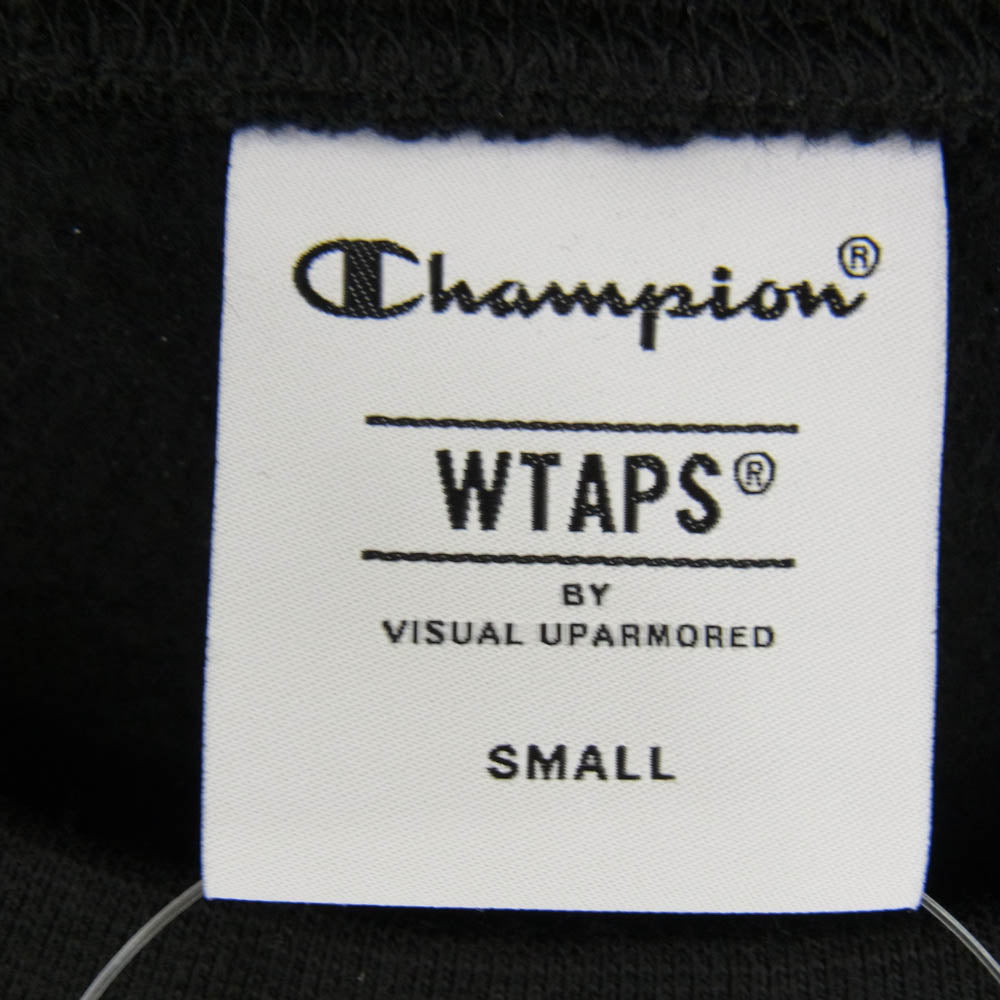 Champion®
WTAPS®
BY
VISUAL UPARMORED
SMALL